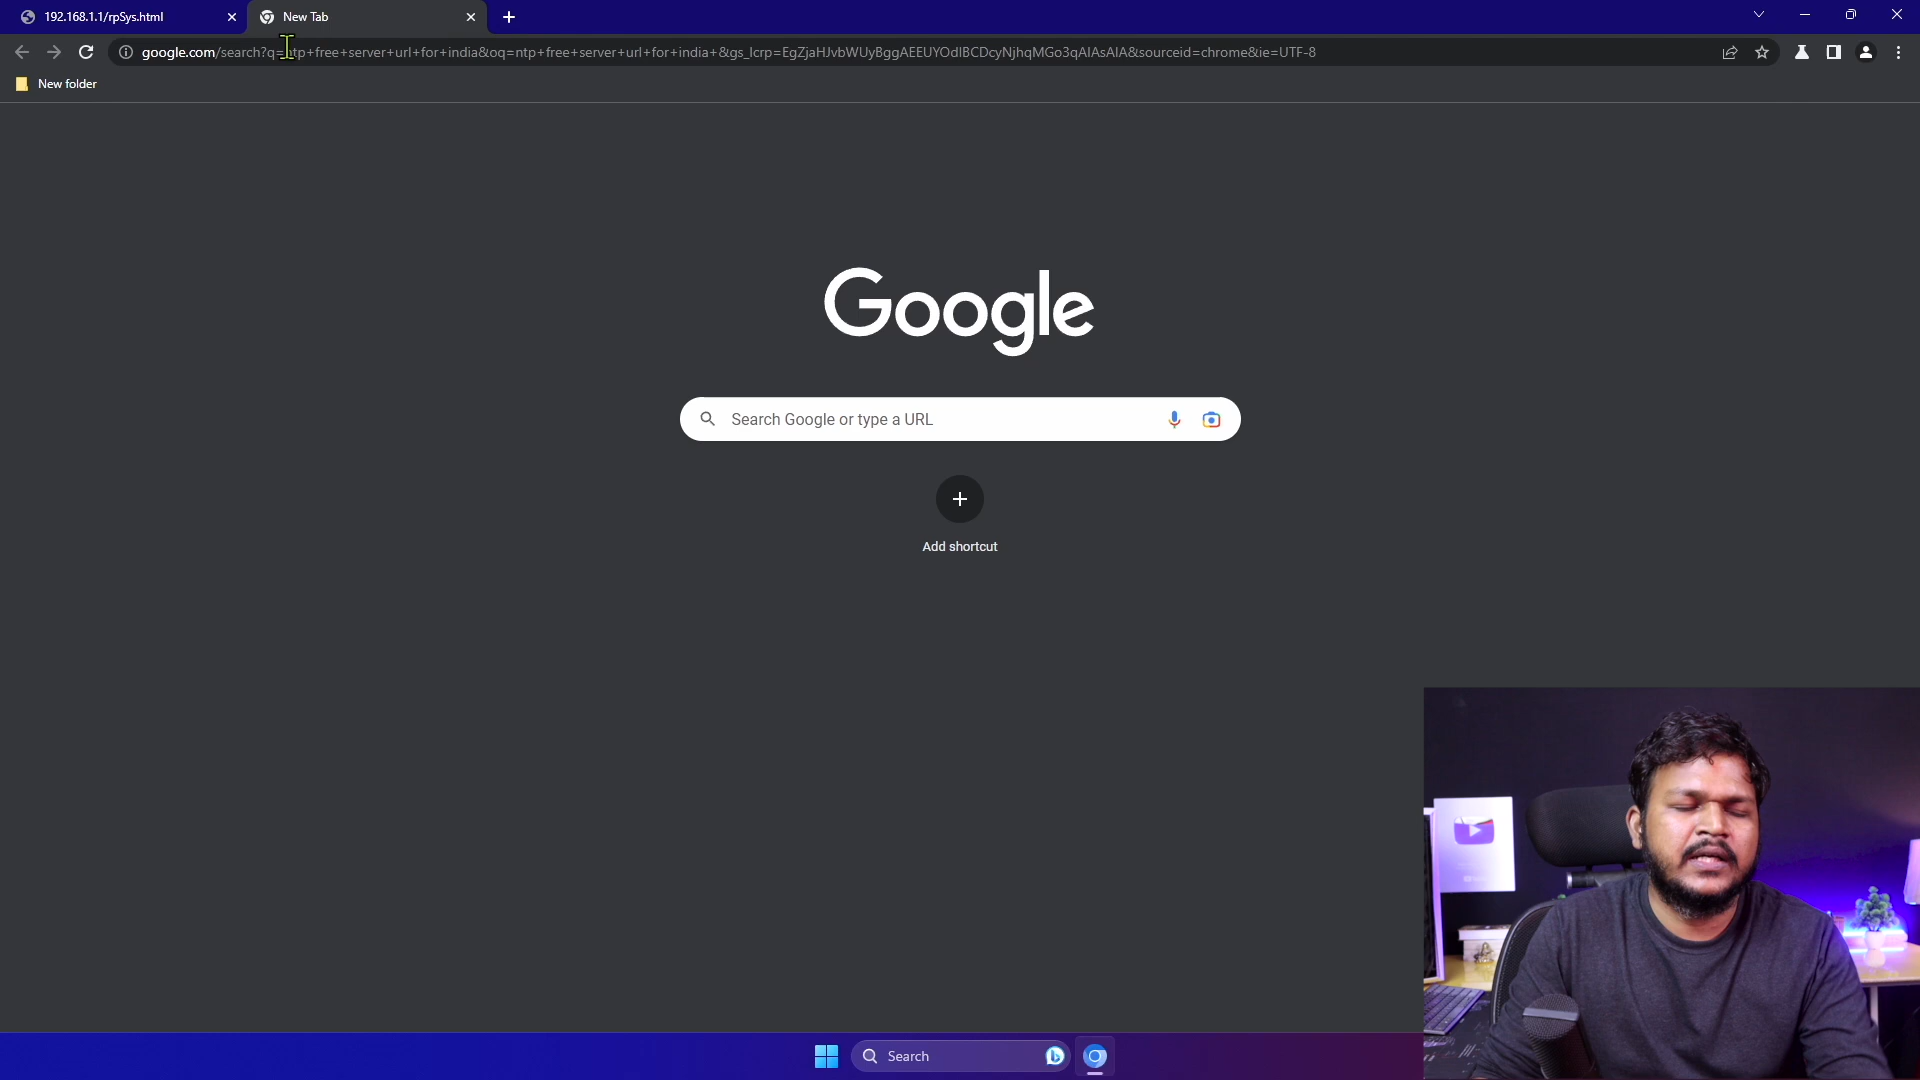 192.168.1.1/rpSys.html
New Tab
google.com/search?q=ntp+free+server+url+for+india&oq=ntp+free+server+url+for+india+&gs_lcrp=EgZjaHJvbWUyBggAEEUYOdIBCDcyNjhqMGo3qAIAsAIA&sourceid=chrome&ie=UTF-8
New folder
Google
Search Google or type a URL
Add shortcut
Search